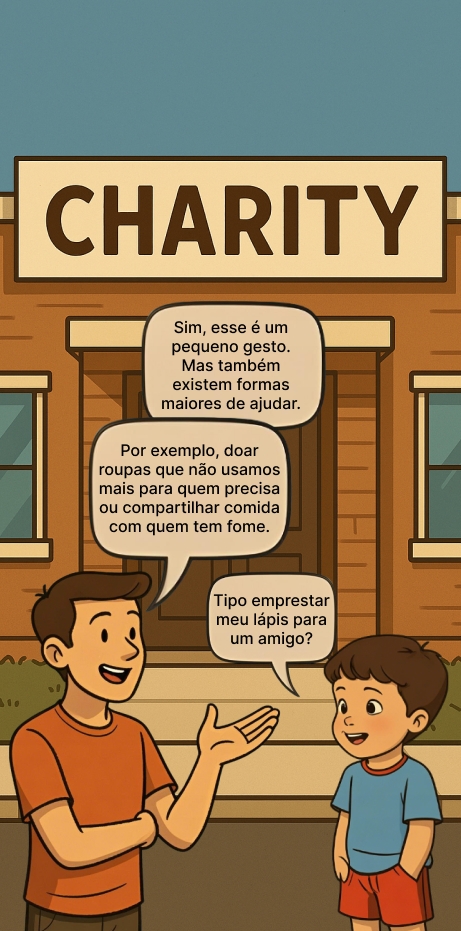 CHARITY
Sim, esse é um
pequeno gesto.
Mas também
existem formas
maiores de ajudar.
Por exemplo, doar
roupas que não usamos
mais para quem precisa
ou compartilhar comida
com quem tem fome.
Tipo emprestar
meu lápis para
um amigo?